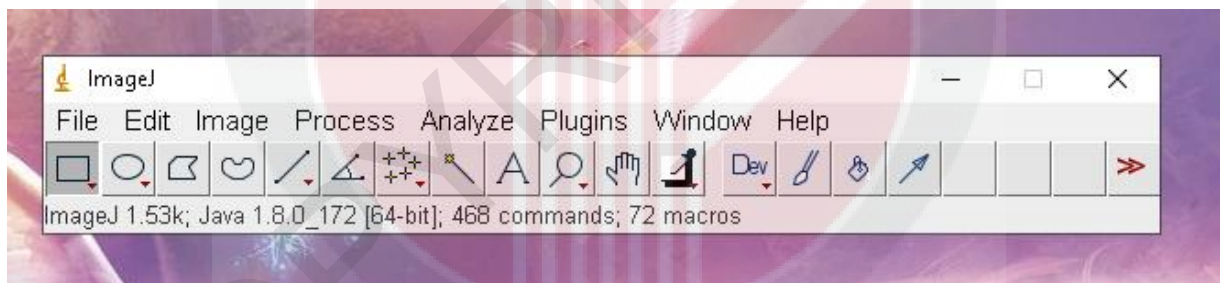 ImageJ
File Edit Image Process Analyze Plugins Window Help
A Dev >>
ImageJ 1.53k; Java 1.8.0_172 [64-bit]; 468 commands; 72 macros